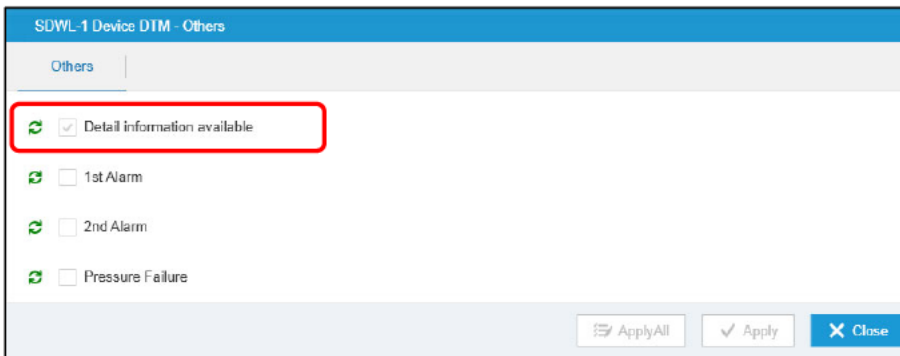 SDWL-1 Device DTM - Others
Others
Detail information available
1st Alarm
2nd Alarm
Pressure Failure
ApplyAll Apply Close